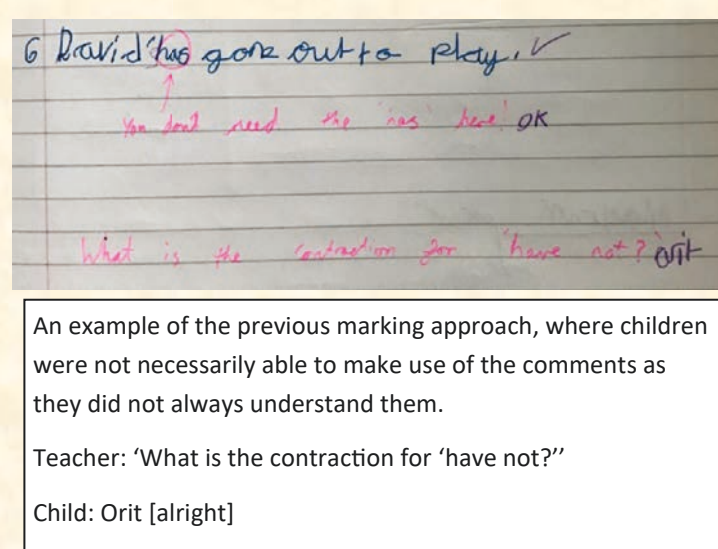 6 David 'has gone out to play. ✓
You don't need the 'has' here! OK
What is the contraction for 'have not? Orit
An example of the previous marking approach, where children
were not necessarily able to make use of the comments as
they did not always understand them.
Teacher: 'What is the contraction for 'have not?''
Child: Orit [alright]